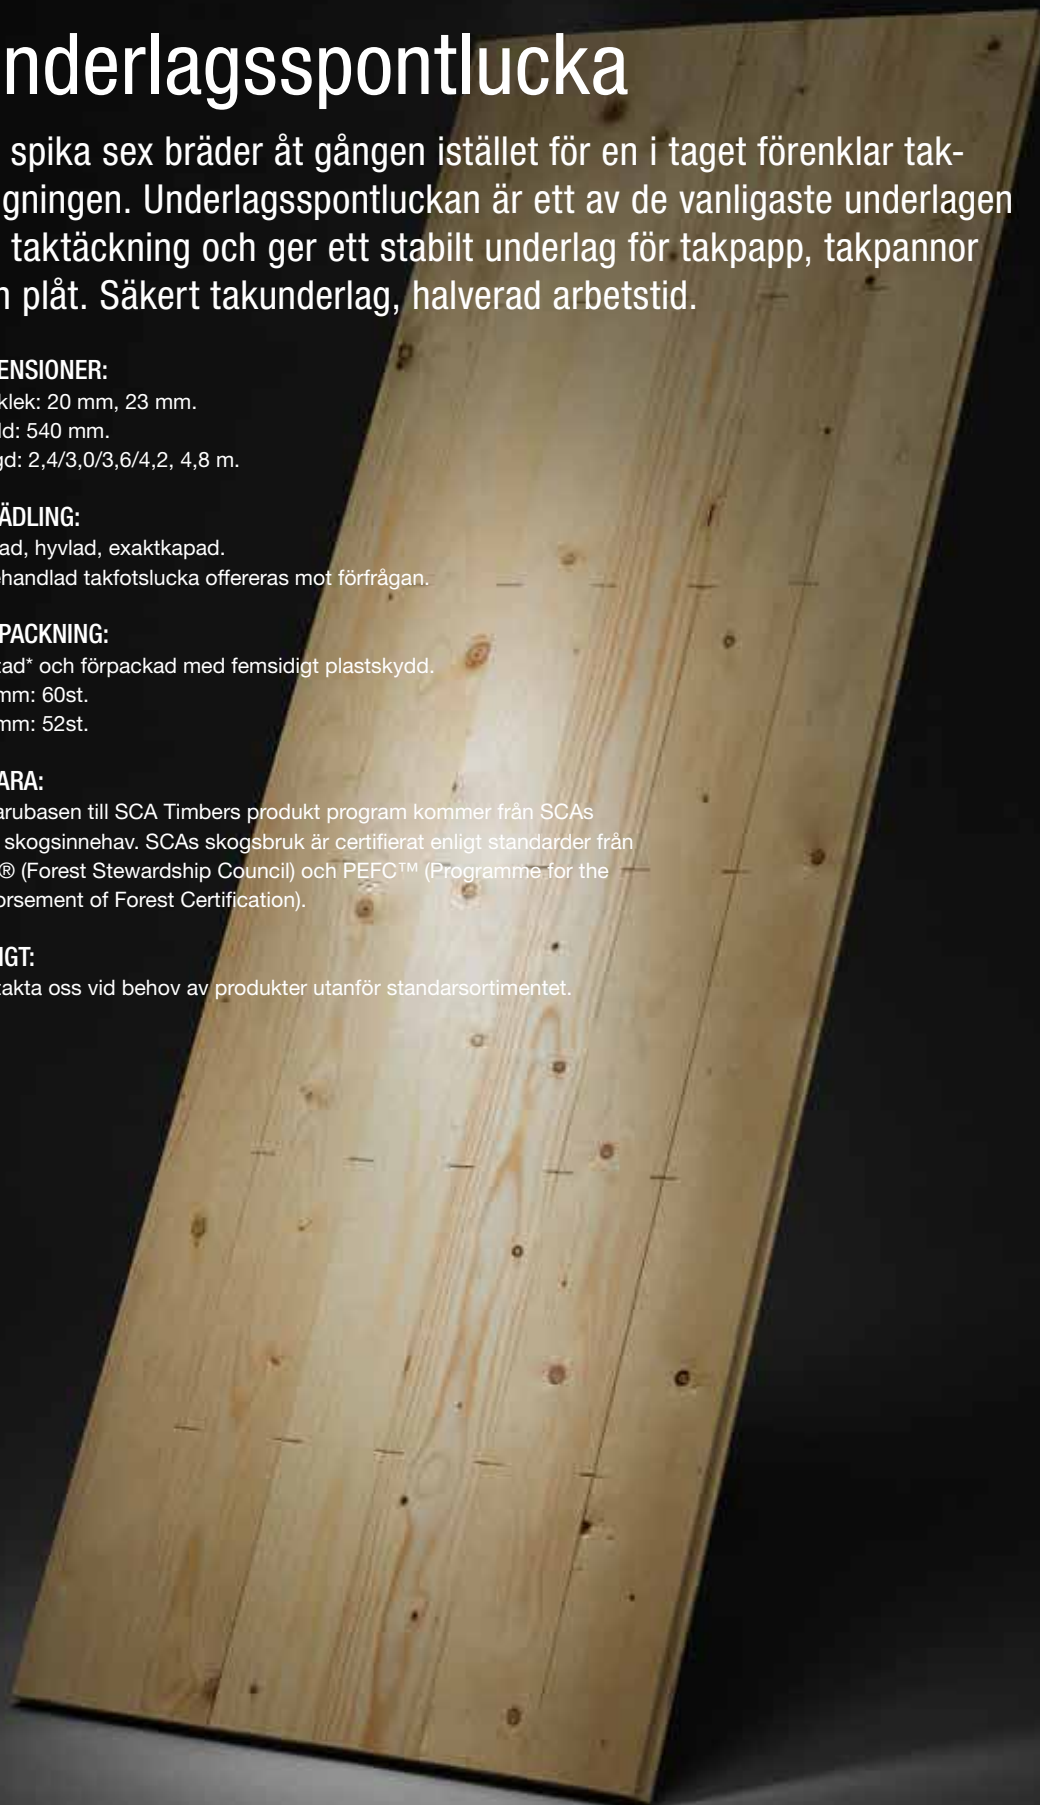 nderlagsspontlucka
spika sex bräder åt gången istället för en i taget förenklar tak-
gningen. Underlagsspontluckan är ett av de vanligaste underlagen
taktäckning och ger ett stabilt underlag för takpapp, takpannor
h plåt. Säkert takunderlag, halverad arbetstid.
ENSIONER:
klek: 20 mm, 23 mm.
ld: 540 mm.
gd: 2,4/3,0/3,6/4,2, 4,8 m.
ÄDLING:
ad, hyvlad, exaktkapad.
ehandlad takfotslucka offereras mot förfrågan.
PACKNING:
tad* och förpackad med femsidigt plastskydd.
mm: 60st.
mm: 52st.
ARA:
arubasen till SCA Timbers produkt program kommer från SCAs
skogsinnehav. SCAs skogsbruk är certifierat enligt standarder från
® (Forest Stewardship Council) och PEFC™ (Programme for the
orsement of Forest Certification).
IGT:
takta oss vid behov av produkter utanför standarsortimentet.